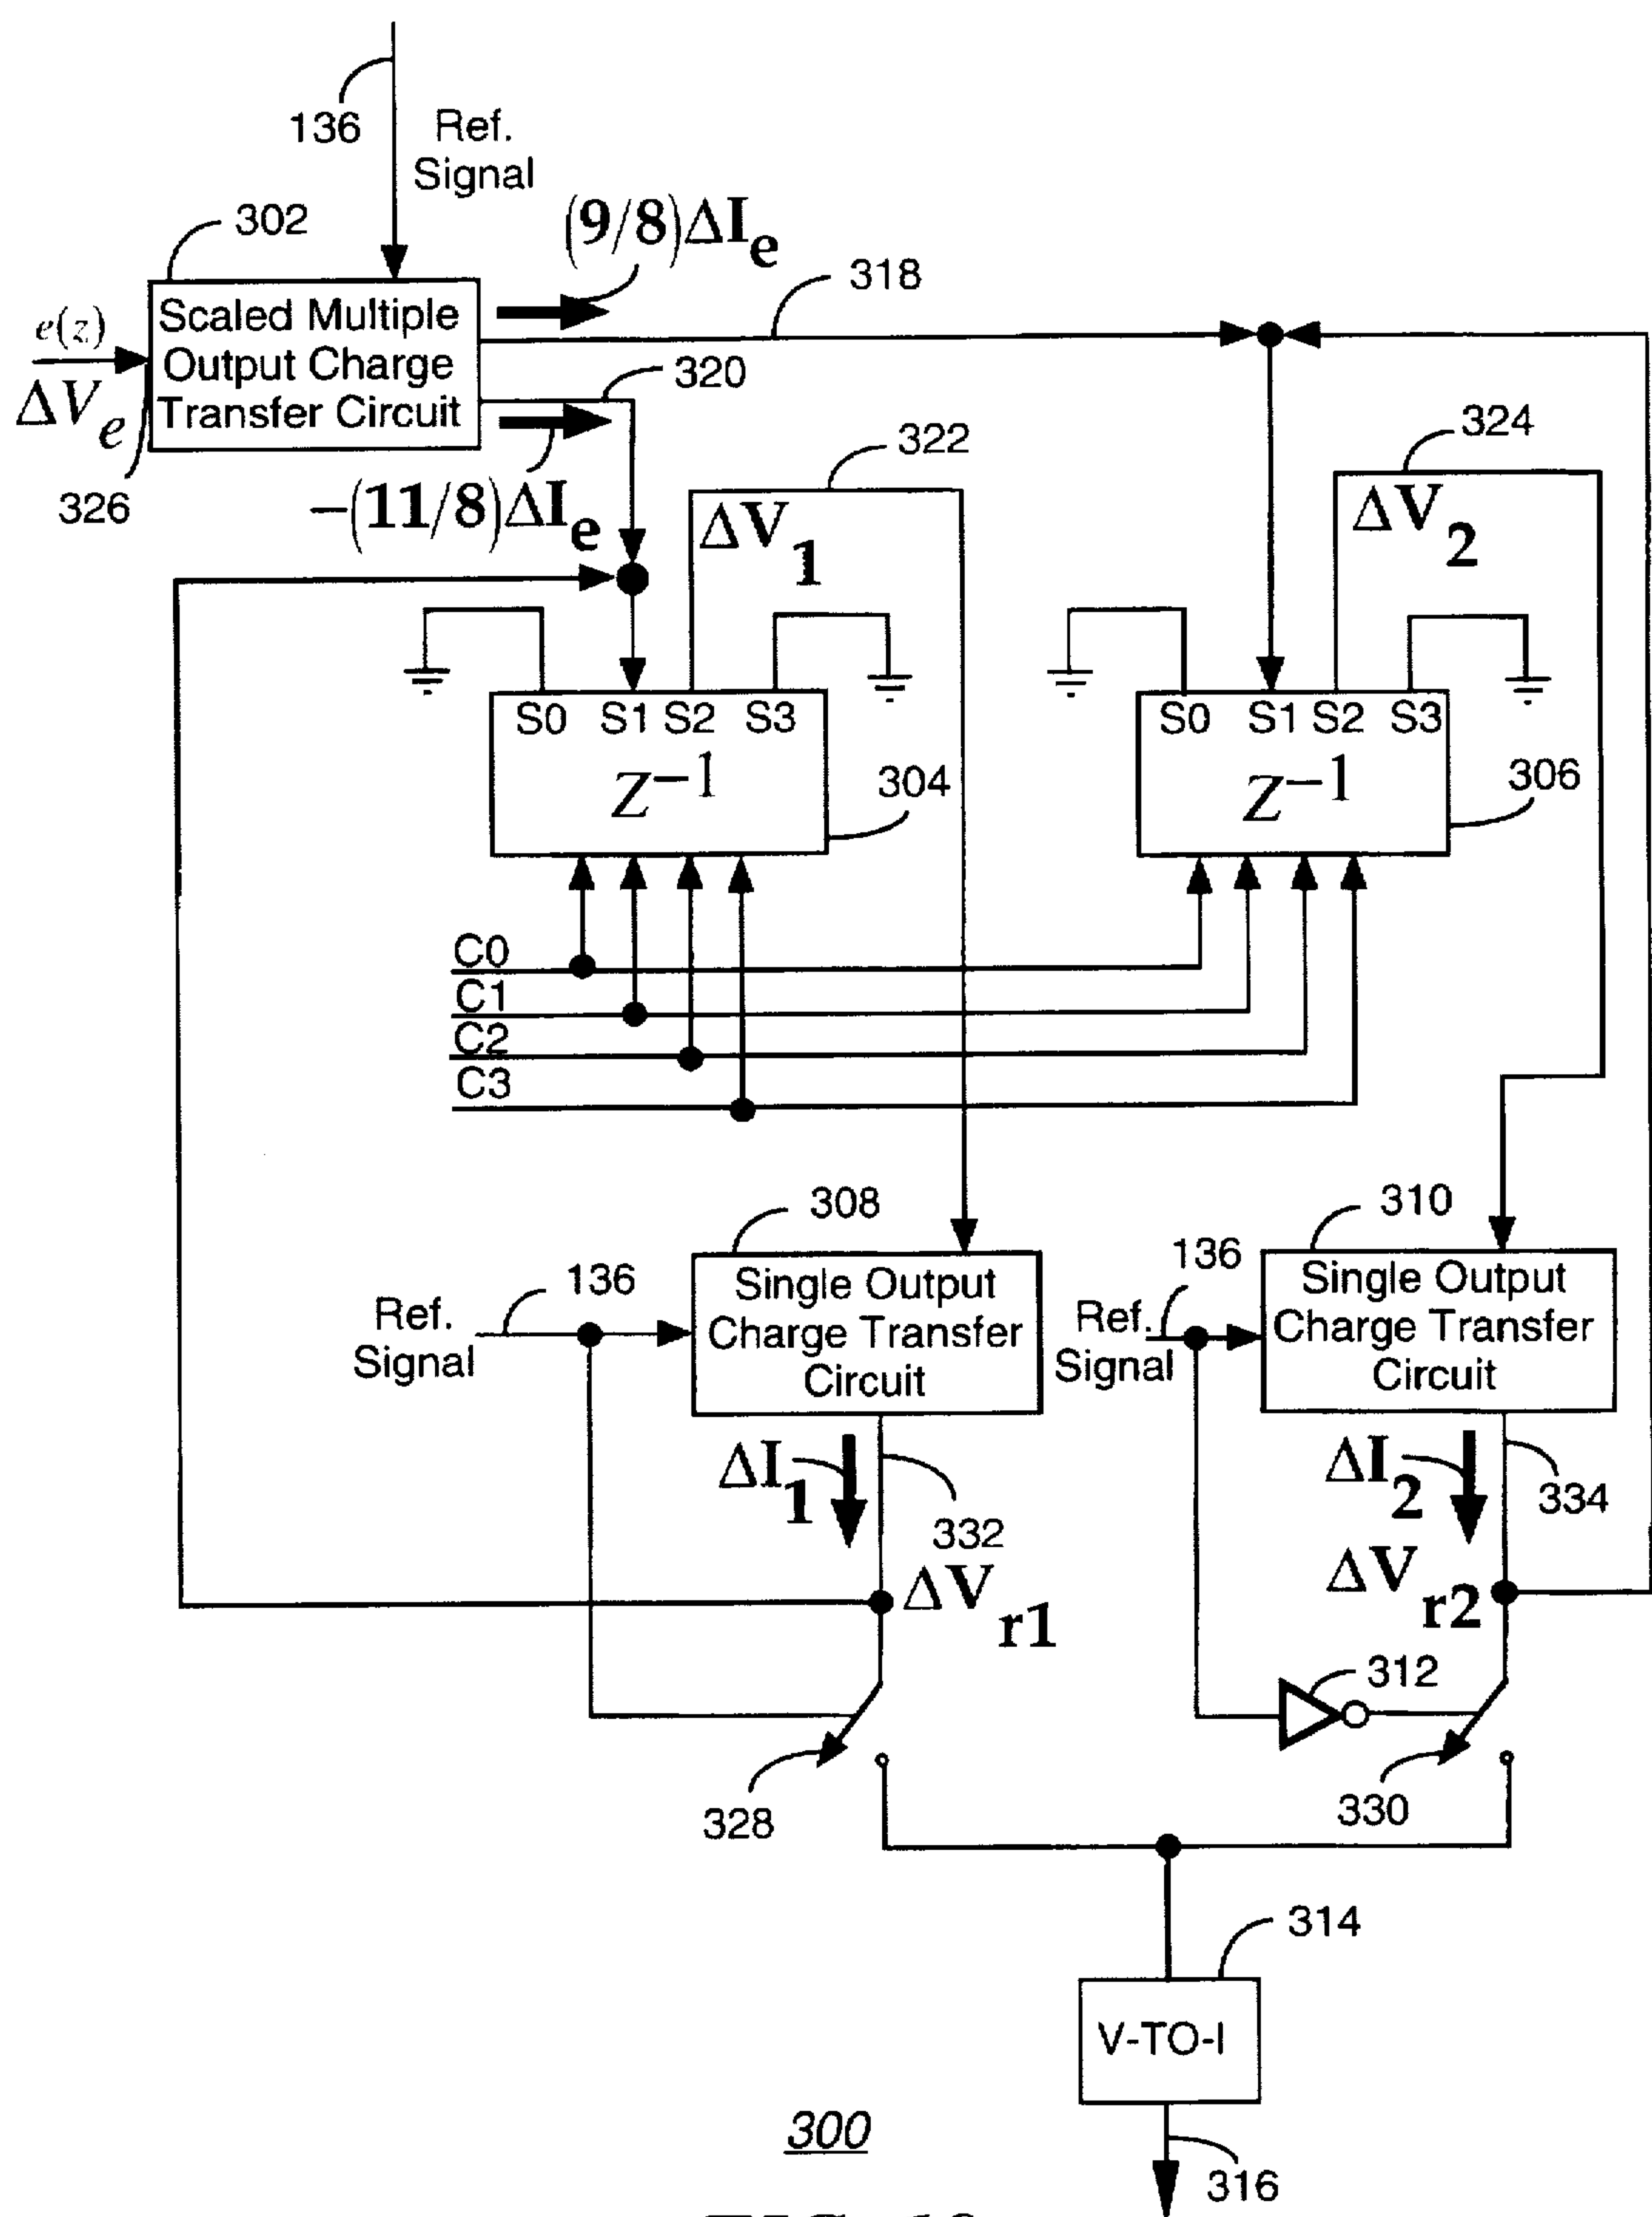 136
Ref.
Signal
302
(9/8)ΔIe
318
e(z)
ΔVe
326
Scaled Multiple
Output Charge
Transfer Circuit
320
-(11/8)ΔIe
322
ΔV1
324
ΔV2
S0 S1 S2 S3
Z-1
304
S0 S1 S2 S3
Z-1
306
C0
C1
C2
C3
308
Single Output
Charge Transfer
Circuit
136
Ref.
Signal
310
Single Output
Charge Transfer
Circuit
136
Ref.
Signal
ΔI1
332
ΔVr1
ΔI2
334
ΔVr2
312
328
330
314
V-TO-I
300
316